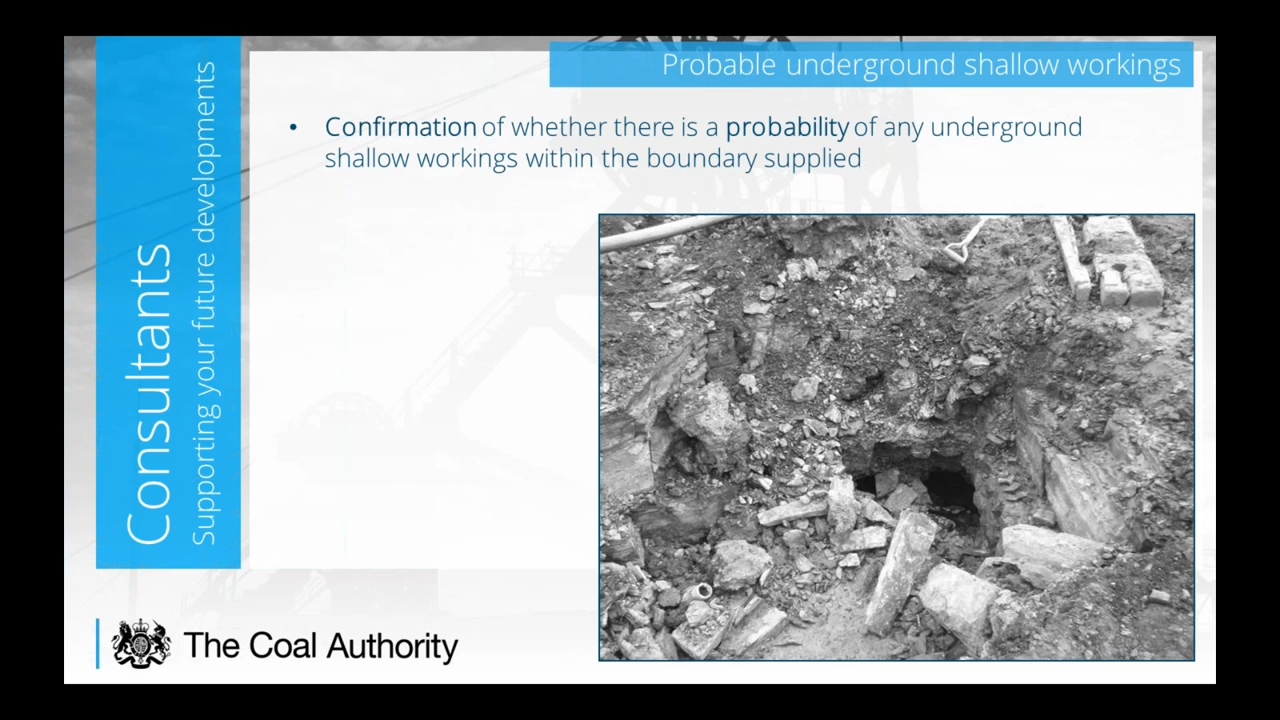 Probable underground shallow workings
• Confirmation of whether there is a probability of any underground
shallow workings within the boundary supplied
Consultants
Supporting your future developments
The Coal Authority